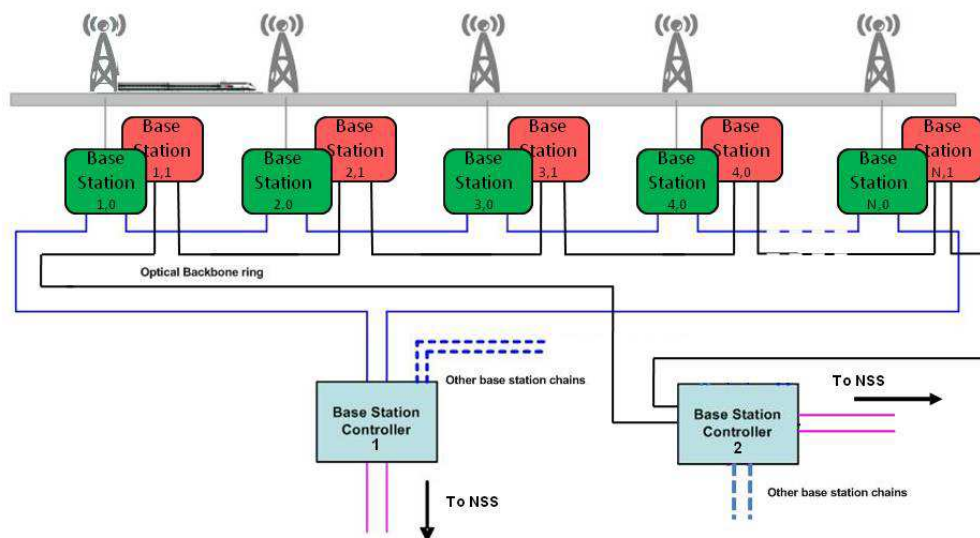 Base
Station
1,1
Base
Station
1,0
Base
Station
2,1
Base
Station
2.0
Base
Station
3,1
Base
Station
3,0
Base
Station
4,0
Base
Station
4,0
Base
Station
N,1
Base
Station
N,0
Optical Backbone ring
Other base station chains
Base Station
Controller
1
To NSS
To NSS
Base Station
Controller
2
Other base station chains